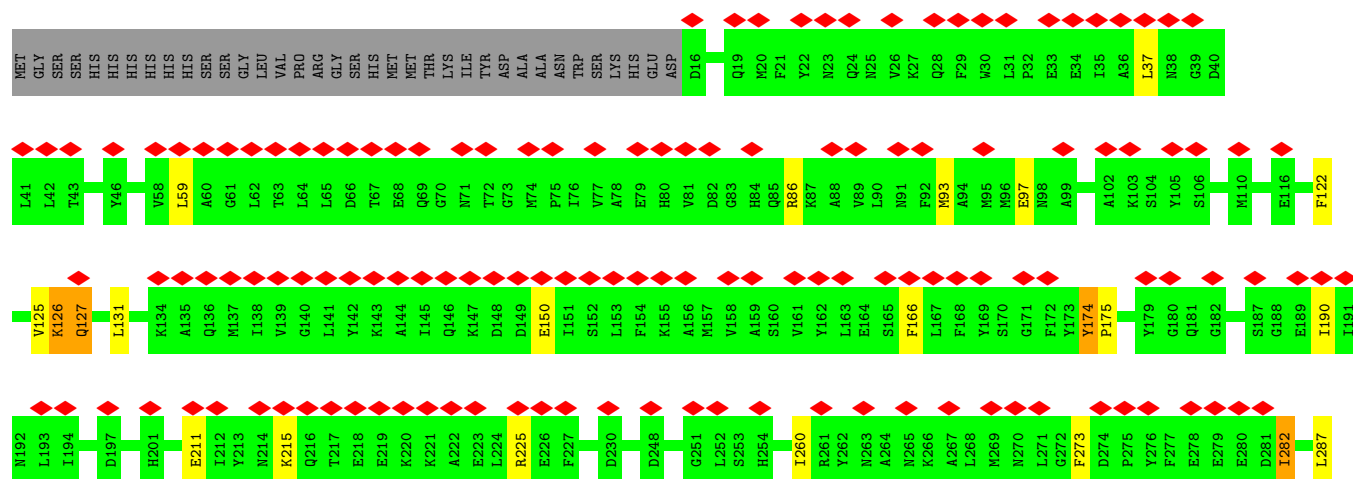 MET GLY SER SER HIS HIS HIS HIS HIS HIS SER SER GLY LEU VAL PRO ARG GLY SER HIS MET MET THR LYS ILE TYR ASP ALA ALA ASN TRP SER LYS HIS GLU ASP D16 Q19 M20 F21 Y22 N23 Q24 N25 V26 K27 Q28 F29 W30 L31 P32 E33 E34 I35 A36 L37 N38 G39 D40
L41 L42 T43 Y46 V58 L59 A60 G61 L62 T63 L64 L65 D66 T67 E68 Q69 G70 N71 T72 G73 M74 P75 I76 V77 A78 E79 H80 V81 D82 G83 H84 Q85 R86 K87 A88 V89 L90 N91 F92 M93 A94 M95 M96 E97 N98 A99 A102 K103 S104 Y105 S106 M110 E116 F122
V125 K126 Q127 L131 K134 A135 Q136 M137 I138 V139 G140 L141 Y142 K143 A144 I145 Q146 K147 D148 D149 E150 I151 S152 L153 F154 K155 A156 M157 V158 A159 S160 V161 Y162 L163 E164 S165 F166 L167 F168 Y169 S170 G171 F172 Y173 Y174 P175 Y179 G180 Q181 G182 S187 G188 E189 I190 I191
N192 L193 I194 D197 H201 E211 I212 Y213 N214 K215 Q216 T217 E218 E219 K220 K221 A222 E223 L224 R225 E226 F227 D230 D248 G251 L252 S253 H254 I260 R261 Y262 N263 A264 N265 K266 A267 L268 M269 N270 L271 G272 F273 D274 P275 Y276 F277 E278 E279 E280 D281 I282 L287